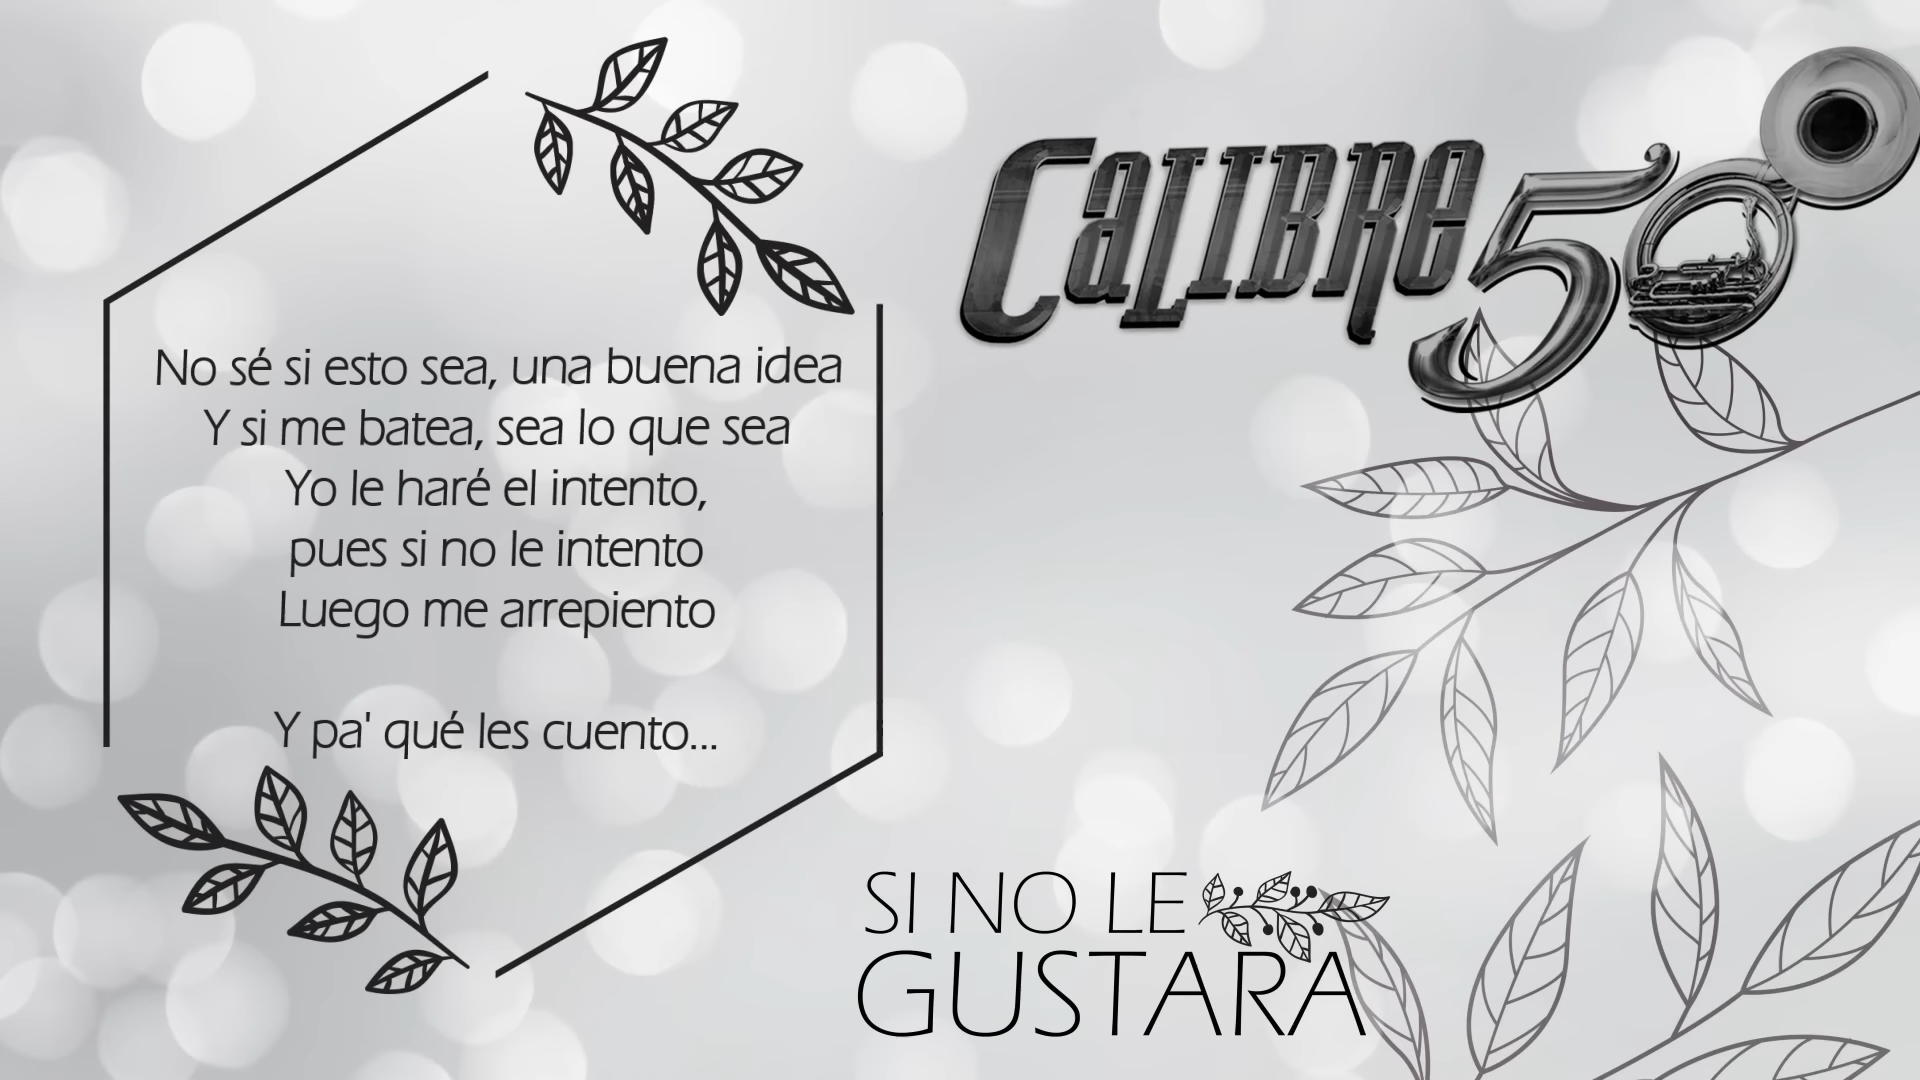 No sé si esto sea, una buena idea
Y si me batea, sea lo que sea
Yo le haré el intento,
pues si no le intento
Luego me arrepiento
Y pa' qué les cuento...
CALIBRE 50
SI NO LE
GUSTARA